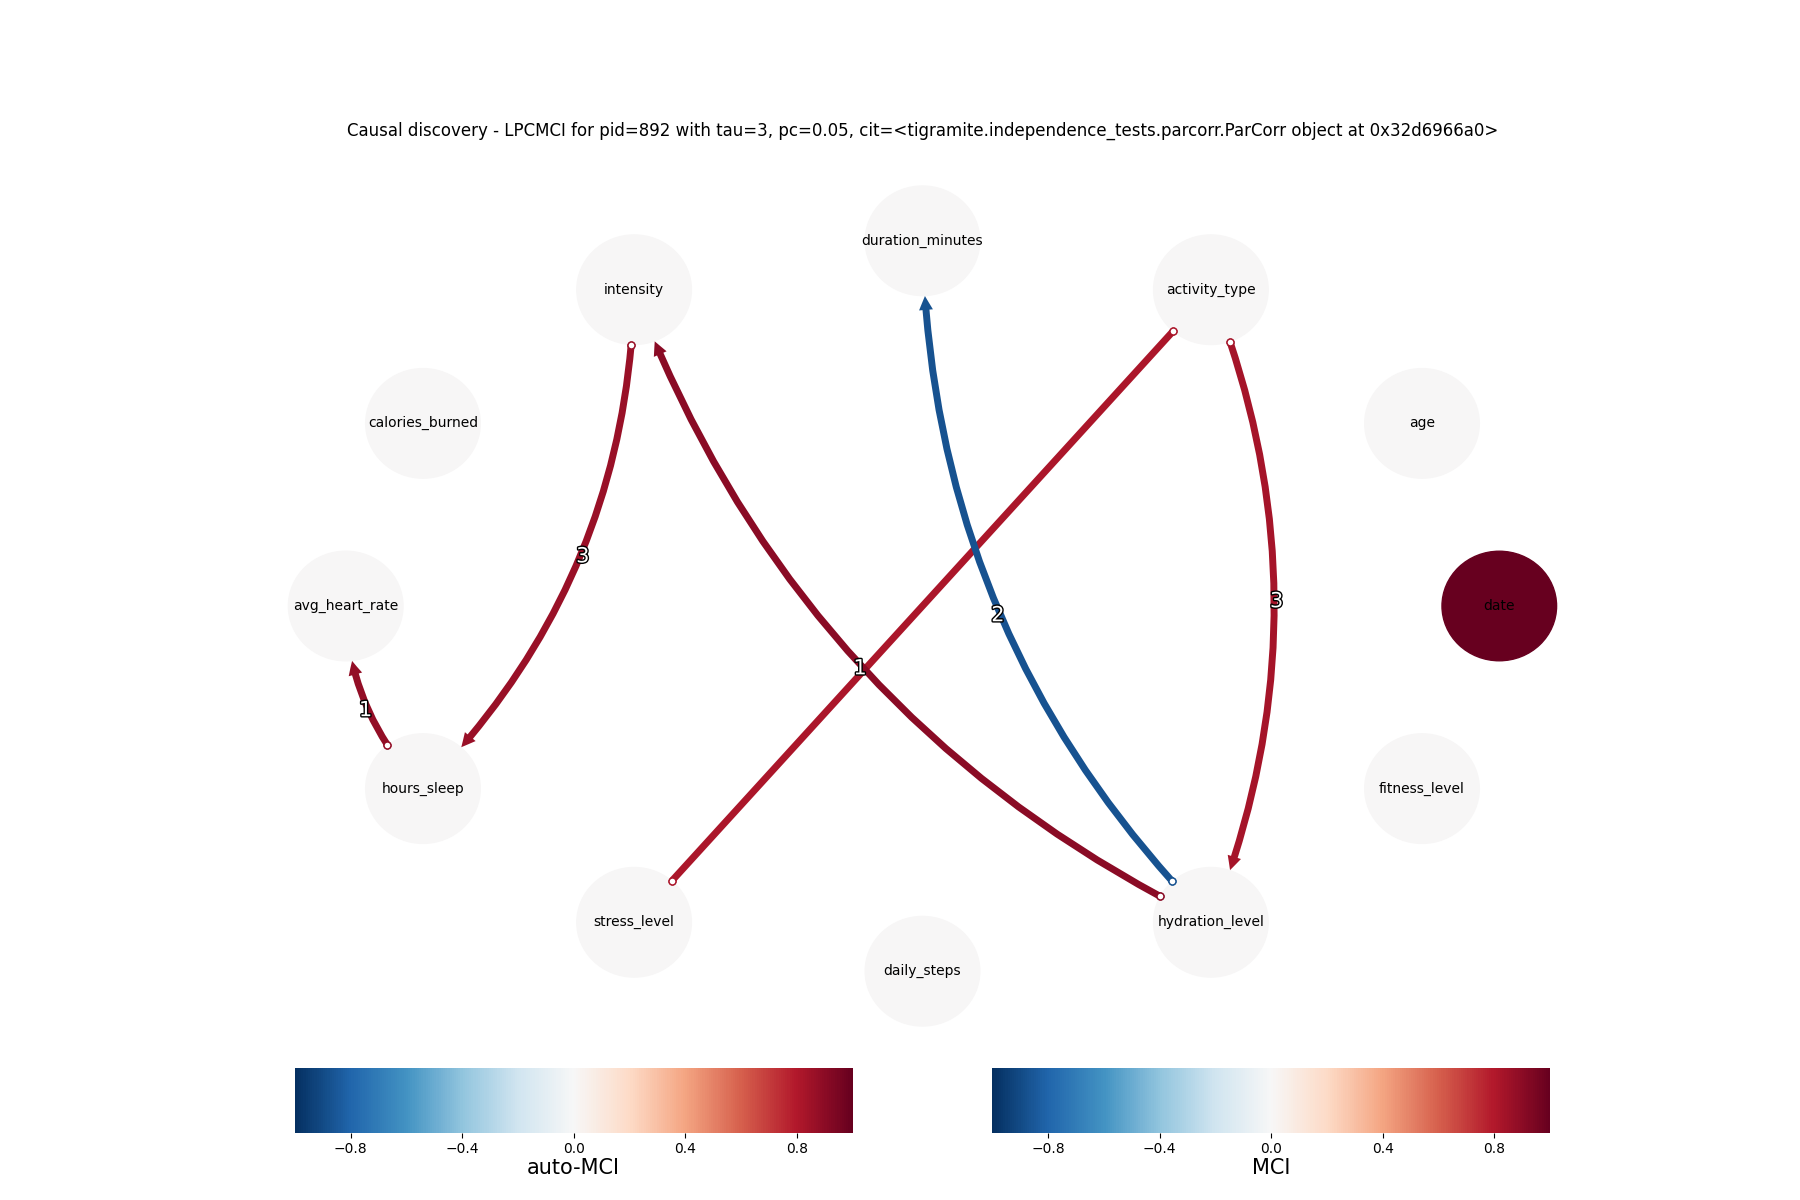 Causal discovery - LPCMCI for pid=892 with tau=3, pc=0.05, cit=<tigramite.independence_tests.parcorr.ParCorr object at 0x32d6966a0>
duration_minutes
intensity
activity_type
calories_burned
age
3
avg_heart_rate
3
date
2
1
1
hours_sleep
fitness_level
stress_level
hydration_level
daily_steps
−0.8 −0.4 0.0 0.4 0.8
auto-MCI
−0.8 −0.4 0.0 0.4 0.8
MCI